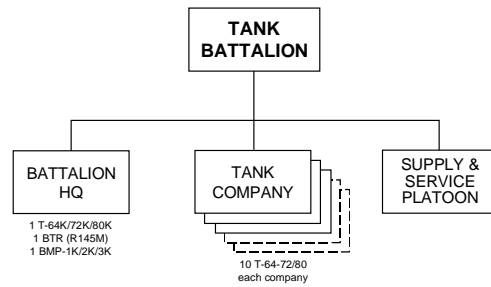 TANK
BATTALION
BATTALION
HQ
1 T-64K/72K/80K
1 BTR (R145M)
1 BMP-1K/2K/3K
TANK
COMPANY
10 T-64-72/80
each company
SUPPLY &
SERVICE
PLATOON